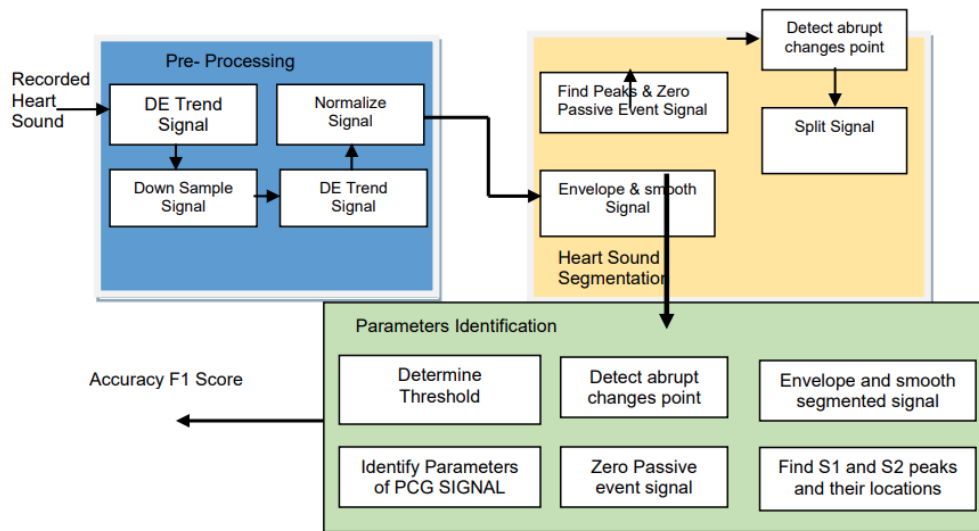 Pre- Processing
Recorded
Heart
Sound
DE Trend
Signal
Normalize
Signal
Down Sample
Signal
DE Trend
Signal
Detect abrupt
changes point
Find Peaks & Zero
Passive Event Signal
Split Signal
Envelope & smooth
Signal
Heart Sound
Segmentation
Parameters Identification
Accuracy F1 Score
Determine
Threshold
Detect abrupt
changes point
Envelope and smooth
segmented signal
Identify Parameters
of PCG SIGNAL
Zero Passive
event signal
Find S1 and S2 peaks
and their locations